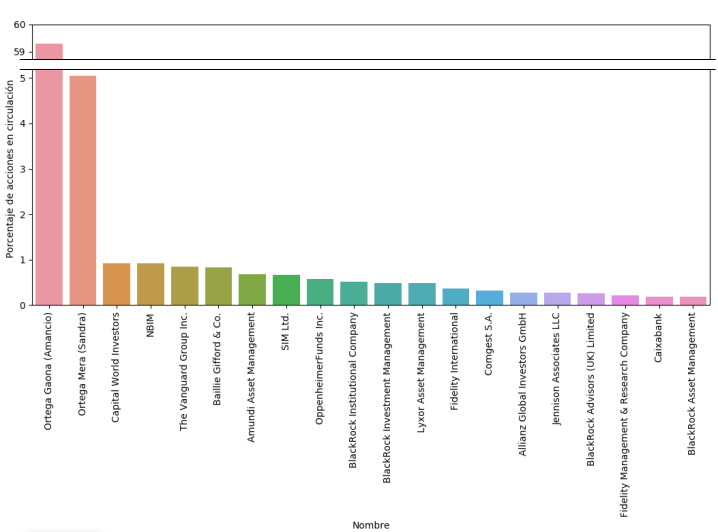 60
59
5
4
3
2
1
0
Porcentaje de acciones en circulación
Ortega Gaona (Amancio)
Ortega Mera (Sandra)
Capital World Investors
NBIM
The Vanguard Group Inc.
Baillie Gifford & Co.
Amundi Asset Management
SIM Ltd.
OppenheimerFunds Inc.
BlackRock Institutional Company
BlackRock Investment Management
Lyxor Asset Management
Fidelity International
Comgest S.A.
Allianz Global Investors GmbH
Jennison Associates LLC
BlackRock Advisors (UK) Limited
Fidelity Management & Research Company
Caixabank
BlackRock Asset Management
Nombre